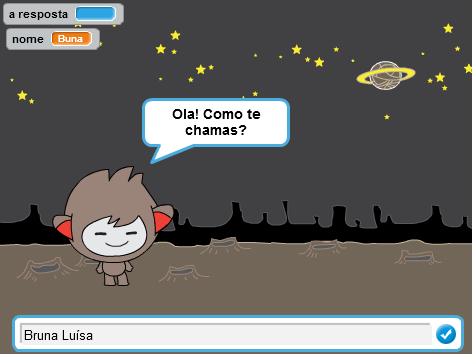 a resposta
nome Buna
Ola! Como te
chamas?
Bruna Luísa